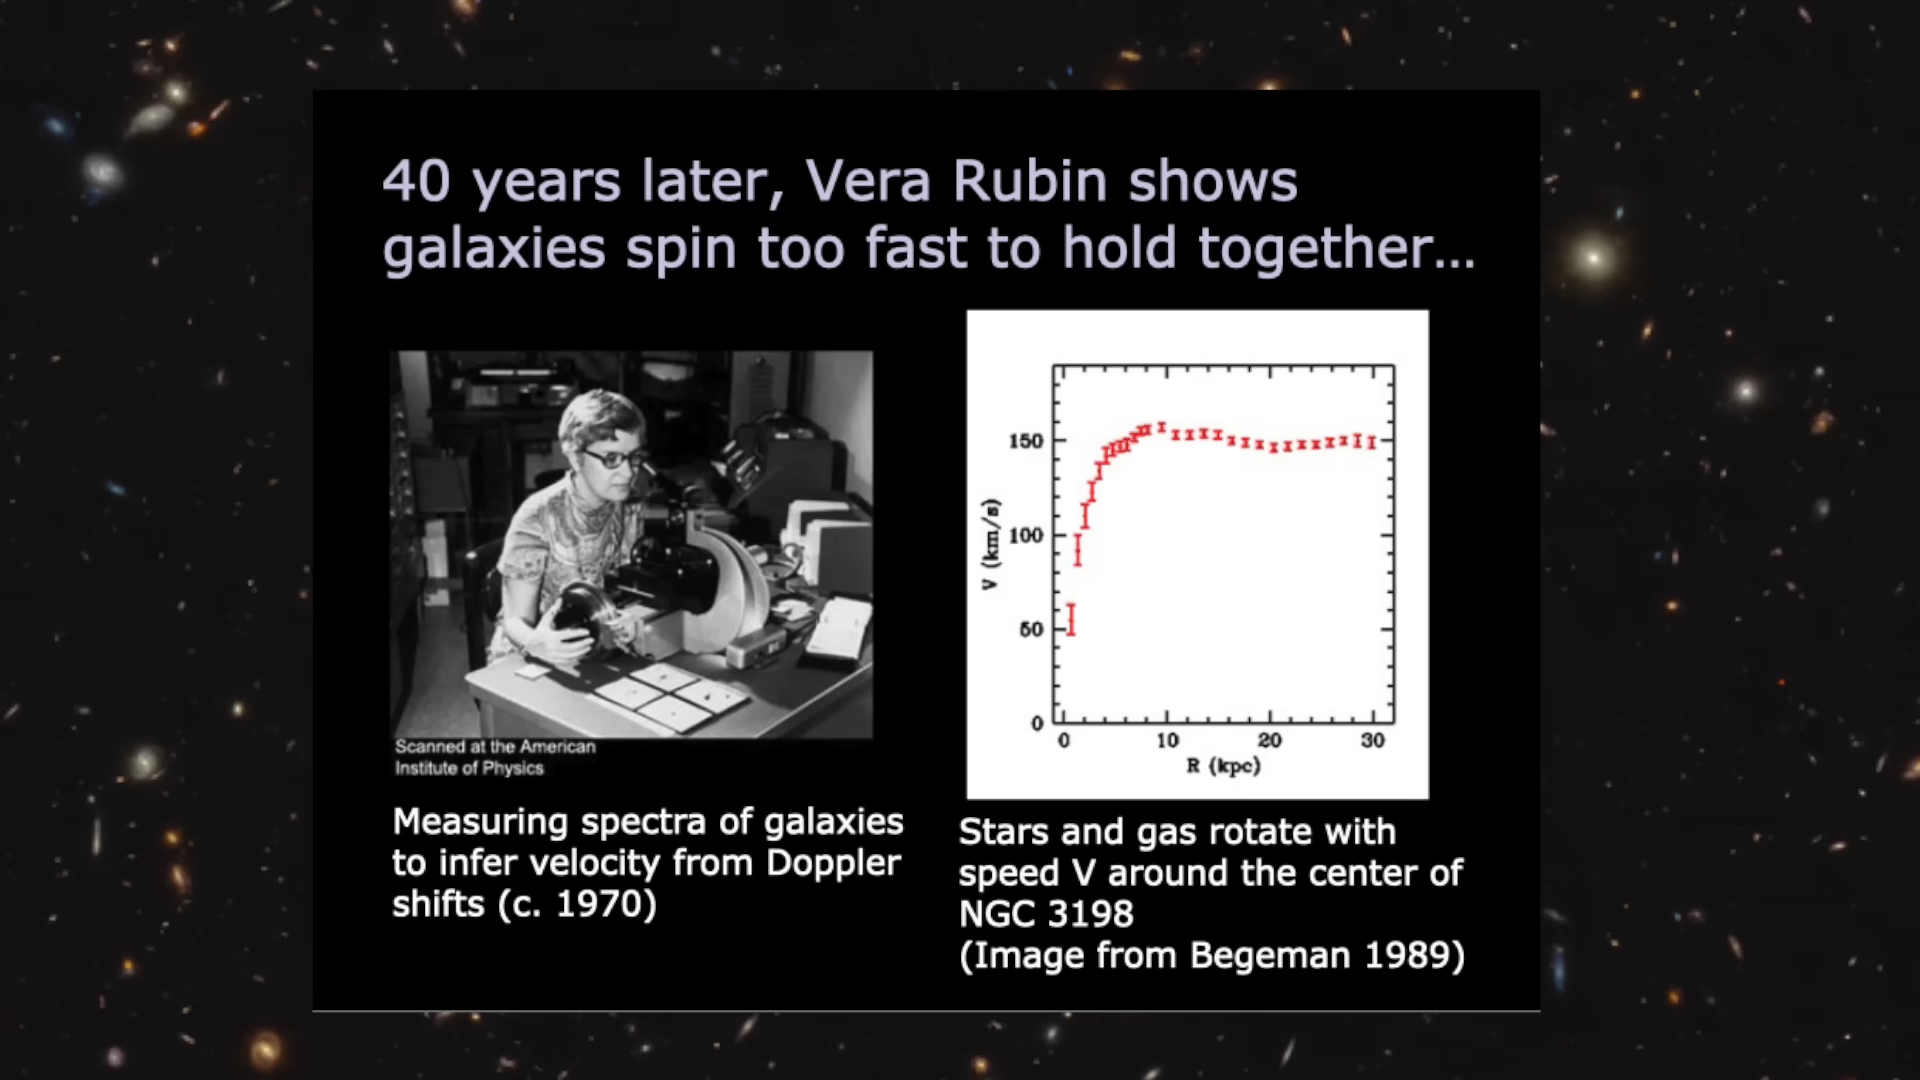 40 years later, Vera Rubin shows
galaxies spin too fast to hold together...
Scanned at the American
Institute of Physics
Measuring spectra of galaxies
to infer velocity from Doppler
shifts (c. 1970)
V (km/s)
150
100
50
0
0 10 20 30
R (kpc)
Stars and gas rotate with
speed V around the center of
NGC 3198
(Image from Begeman 1989)